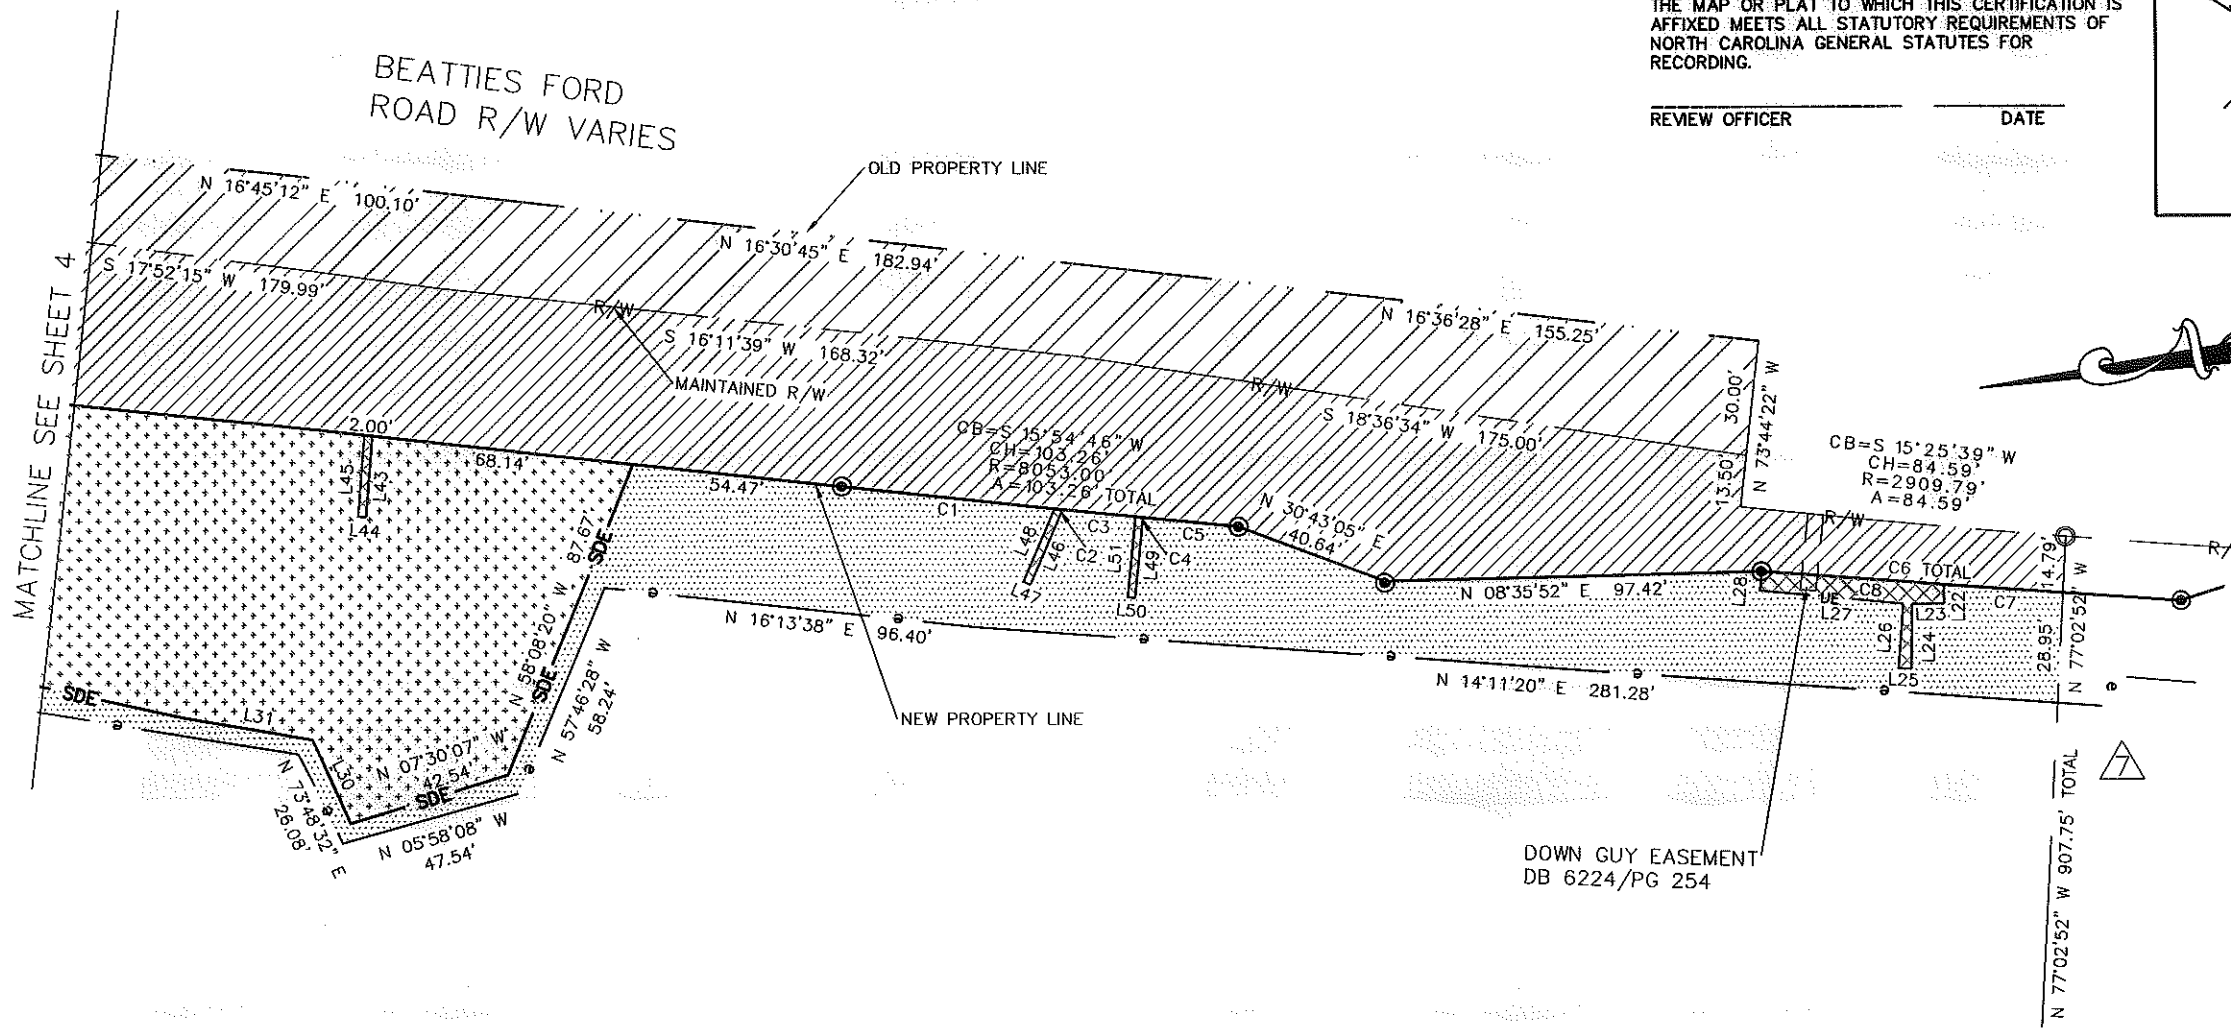 THE MAP OR PLAT TO WHICH THIS CERTIFICATION IS
AFFIXED MEETS ALL STATUTORY REQUIREMENTS OF
NORTH CAROLINA GENERAL STATUTES FOR
RECORDING.
REVIEW OFFICER DATE
BEATTIES FORD
ROAD R/W VARIES
OLD PROPERTY LINE
N 16°45'12" E 100.10'
N 16°30'45" E 182.94'
N 16°36'28" E 155.25'
S 17°52'15" W 179.99'
R/W
S 16°11'39" W 168.32'
MAINTAINED R/W
R/W
S 18°36'34" W 175.00'
30.00'
13.50'
N 73°44'22" W
MATCHLINE SEE SHEET 4
CB=S 15°54'46" W
CH=103.26'
R=8053.00'
A=103.26' TOTAL
CB=S 15°25'39" W
CH=84.59'
R=2909.79'
A=84.59'
R/W
R/
2.00'
L45
L43
L44
68.14'
54.47'
C1
C3
C5
C2
C4
L48
L46
L47
L51
L49
L50
N 30°43'05" E
40.64'
N 08°35'52" E 97.42'
L28
C6 TOTAL
C8
C7
UE
L27
L23
L22
L26
L24
L25
14.79'
28.95'
N 77°02'52" W
87.67'
SDE
N 58°08'20" W
SDE
N 57°46'28" W
58.24'
N 16°13'38" E 96.40'
e
e
e
e
e
e
e
N 14°11'20" E 281.28'
NEW PROPERTY LINE
SDE
e
L31
L30
N 07°30'07" W
42.54'
SDE
e
e
N 73°48'32" E
26.08'
N 05°58'08" W
47.54'
DOWN GUY EASEMENT
DB 6224/PG 254
7
N 77°02'52" W 907.75' TOTAL